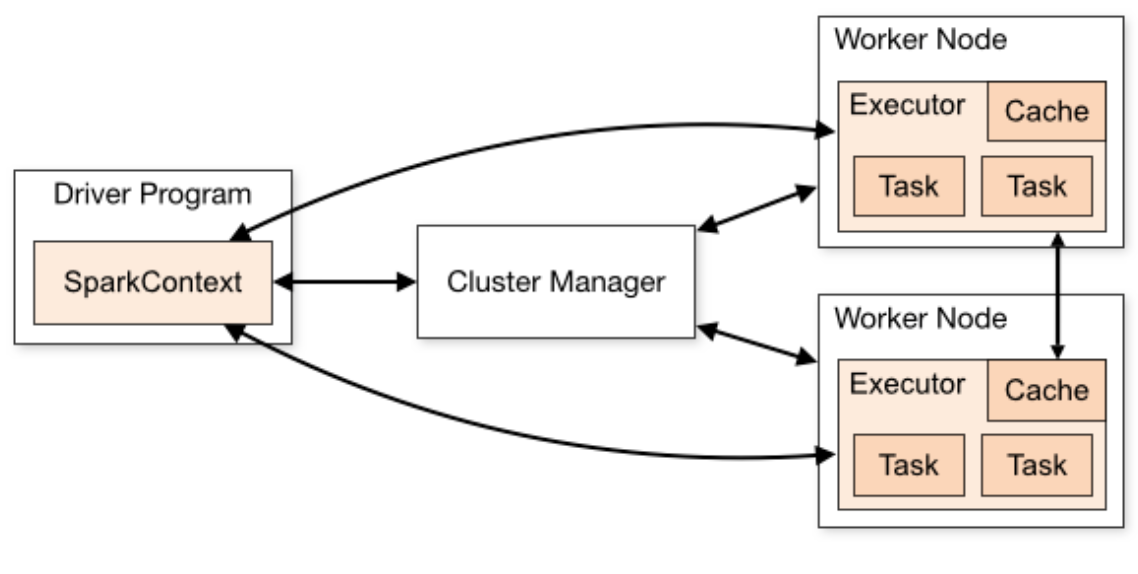 Driver Program
SparkContext
Cluster Manager
Worker Node
Executor
Cache
Task
Task
Worker Node
Executor
Cache
Task
Task